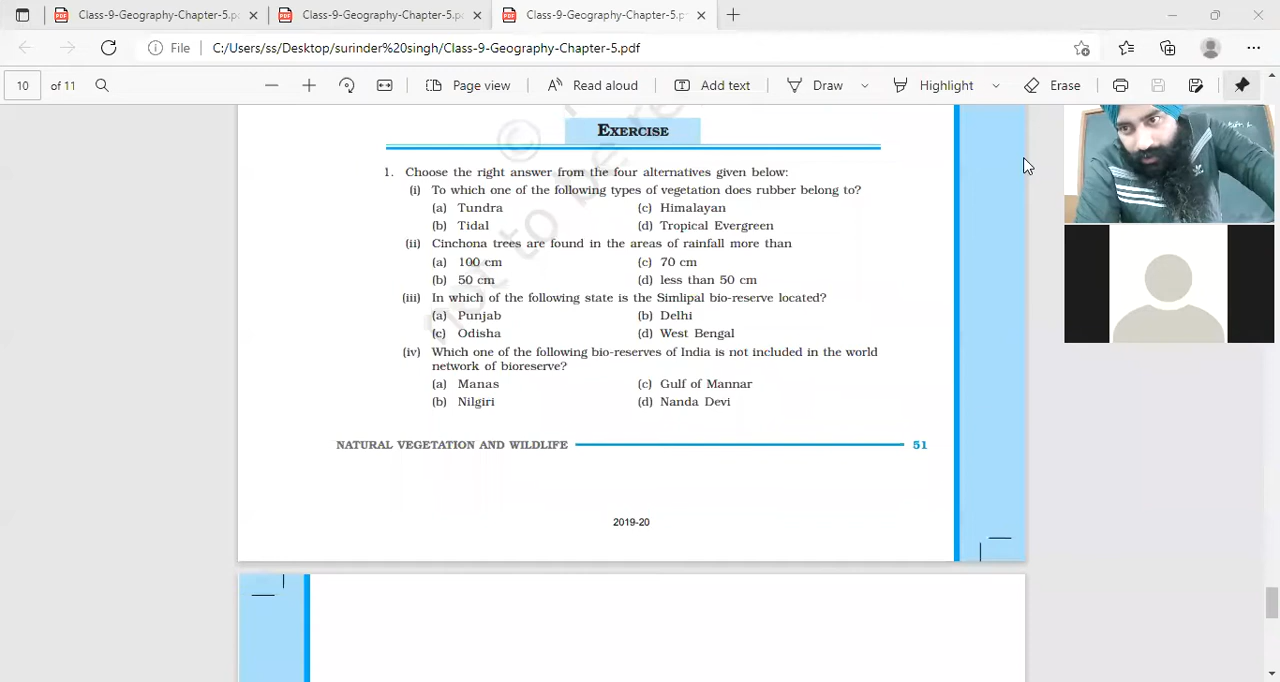 Class-9-Geography-Chapter-5.pd
Class-9-Geography-Chapter-5.pd
Class-9-Geography-Chapter-5.pd
File
C:/Users/ss/Desktop/surinder%20singh/Class-9-Geography-Chapter-5.pdf
10 of 11
Page view
Read aloud
Add text
Draw
Highlight
Erase
© not to be re
EXERCISE
1. Choose the right answer from the four alternatives given below:
(i) To which one of the following types of vegetation does rubber belong to?
(a) Tundra (c) Himalayan
(b) Tidal (d) Tropical Evergreen
(ii) Cinchona trees are found in the areas of rainfall more than
(a) 100 cm (c) 70 cm
(b) 50 cm (d) less than 50 cm
(iii) In which of the following state is the Simlipal bio-reserve located?
(a) Punjab (b) Delhi
(c) Odisha (d) West Bengal
(iv) Which one of the following bio-reserves of India is not included in the world
network of bioreserve?
(a) Manas (c) Gulf of Mannar
(b) Nilgiri (d) Nanda Devi
NATURAL VEGETATION AND WILDLIFE 51
2019-20